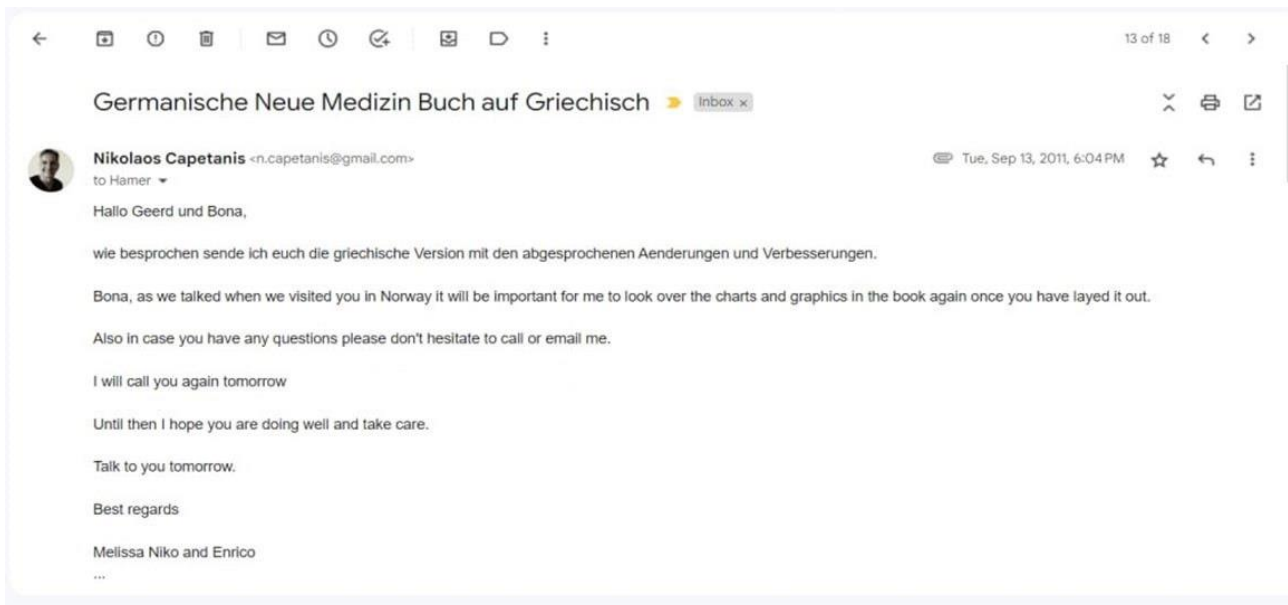 13 of 18
Germanische Neue Medizin Buch auf Griechisch Inbox x
Nikolaos Capetanis <n.capetanis@gmail.com> Tue, Sep 13, 2011, 6:04 PM
to Hamer
Hallo Geerd und Bona,
wie besprochen sende ich euch die griechische Version mit den abgesprochenen Aenderungen und Verbesserungen.
Bona, as we talked when we visited you in Norway it will be important for me to look over the charts and graphics in the book again once you have layed it out.
Also in case you have any questions please don't hesitate to call or email me.
I will call you again tomorrow
Until then I hope you are doing well and take care.
Talk to you tomorrow.
Best regards
Melissa Niko and Enrico
...